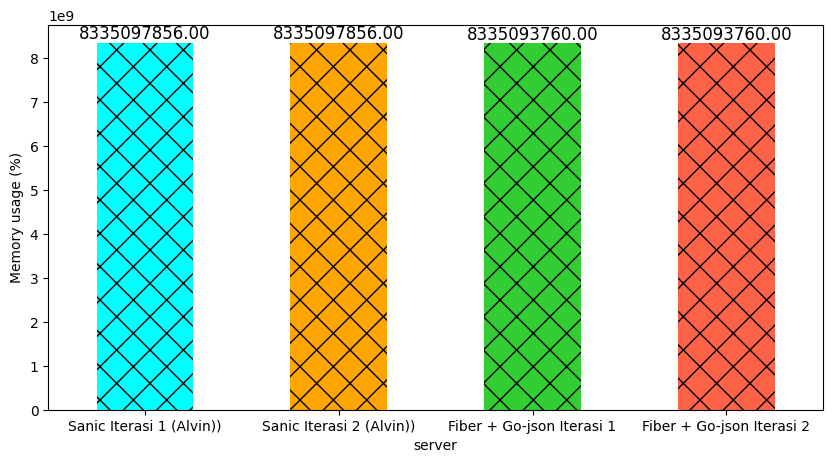 1e9
8335097856.00
8335097856.00
8335093760.00
8335093760.00
8
7
6
5
4
3
2
1
0
Memory usage (%)
Sanic Iterasi 1 (Alvin))
Sanic Iterasi 2 (Alvin))
Fiber + Go-json Iterasi 1
Fiber + Go-json Iterasi 2
server